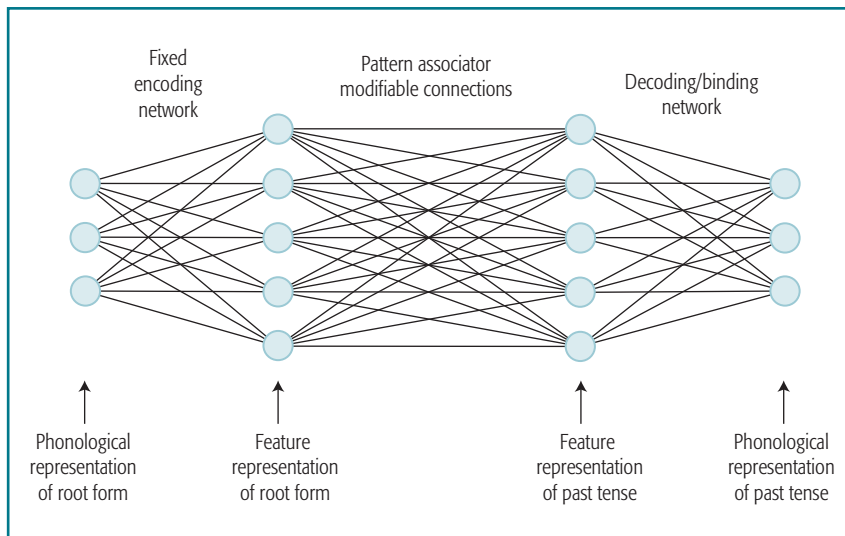 Fixed
encoding
network
Pattern associator
modifiable connections
Decoding/binding
network
Phonological
representation
of root form
Feature
representation
of root form
Feature
representation
of past tense
Phonological
representation
of past tense